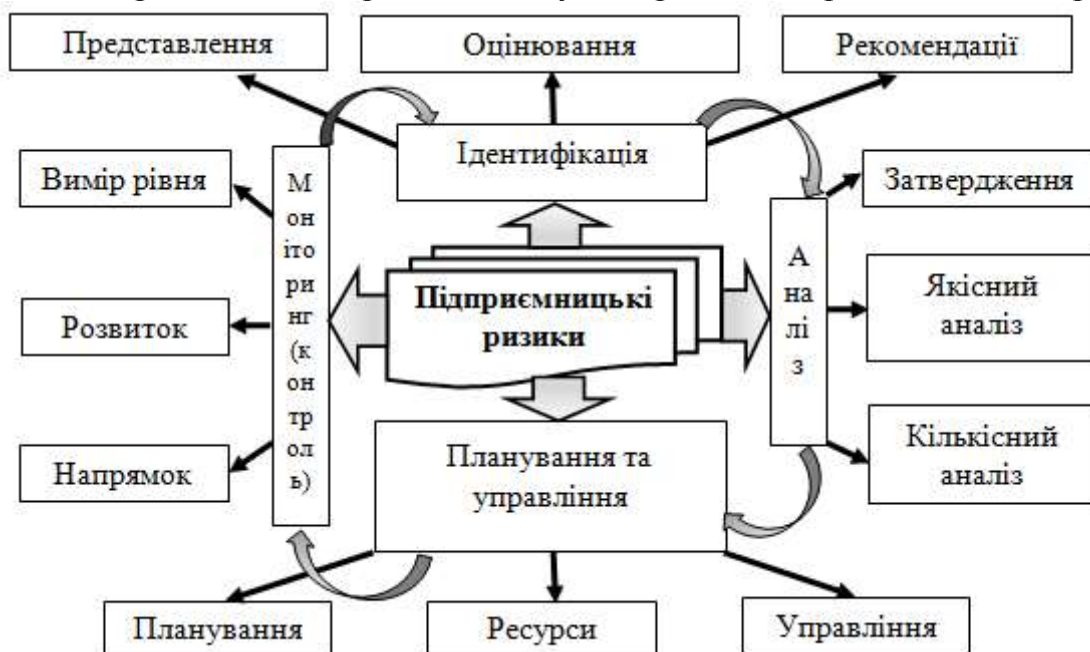 Представлення
Оцінювання
Рекомендації
Ідентифікація
Вимір рівня
Розвиток
Напрямок
М
он
іто
ри
нг
(к
он
тр
ол
ь)
Підприємницькі
ризики
А
на
лі
з
Затвердження
Якісний
аналіз
Кількісний
аналіз
Планування та
управління
Планування
Ресурси
Управління